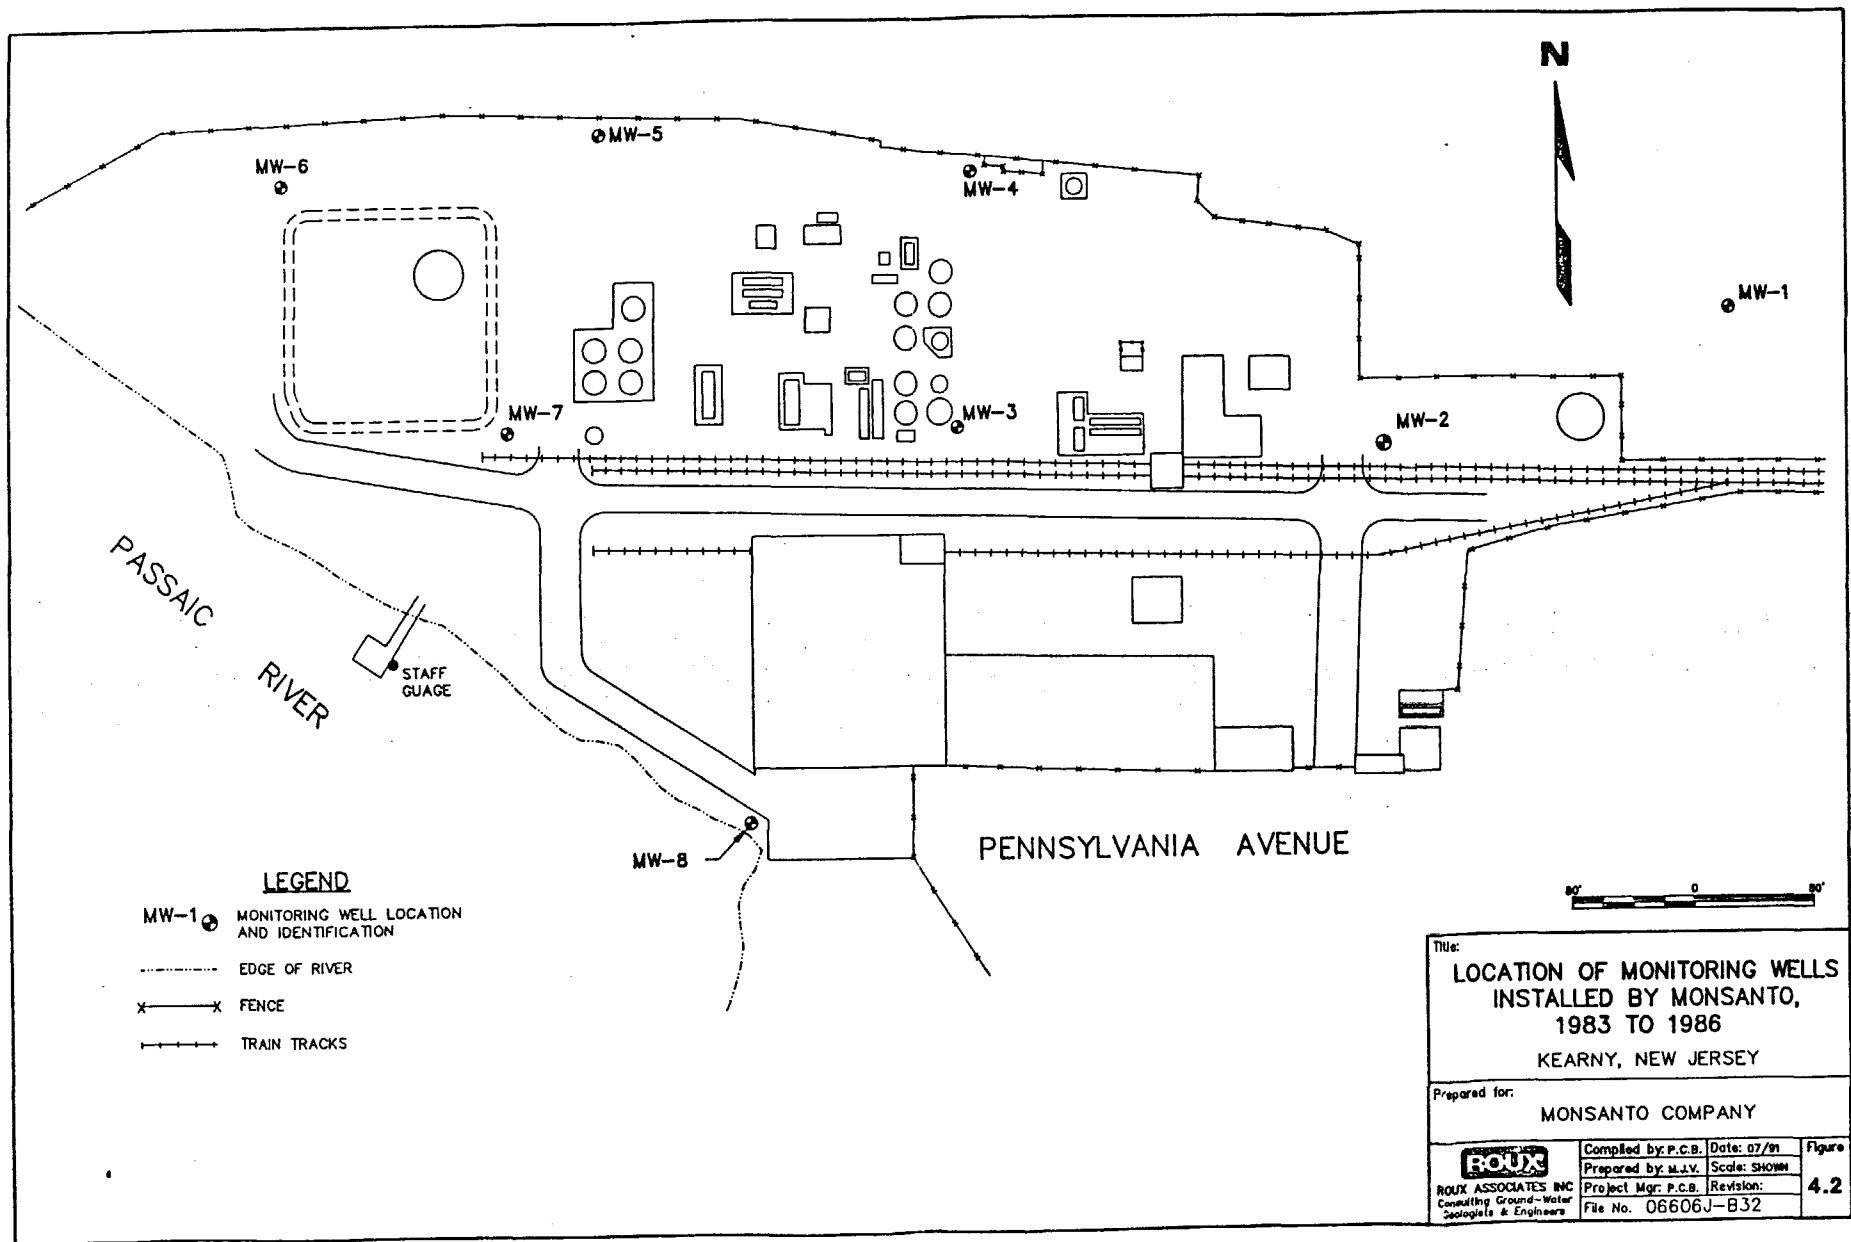 N
MW-5
MW-6
MW-4
MW-1
MW-7
MW-3
MW-2
PASSAIC
RIVER
STAFF
GUAGE
MW-8
PENNSYLVANIA AVENUE
LEGEND
MW-1 MONITORING WELL LOCATION
AND IDENTIFICATION
EDGE OF RIVER
FENCE
TRAIN TRACKS
80' 0 80'
Title:
LOCATION OF MONITORING WELLS
INSTALLED BY MONSANTO,
1983 TO 1986
KEARNY, NEW JERSEY
Prepared for:
MONSANTO COMPANY
ROUX
ROUX ASSOCIATES INC
Consulting Ground-Water
Geologists & Engineers
Compiled by: P.C.B. Date: 07/91
Prepared by: M.J.V. Scale: SHOWN
Project Mgr: P.C.B. Revision:
File No. 06606J-B32
Figure
4.2